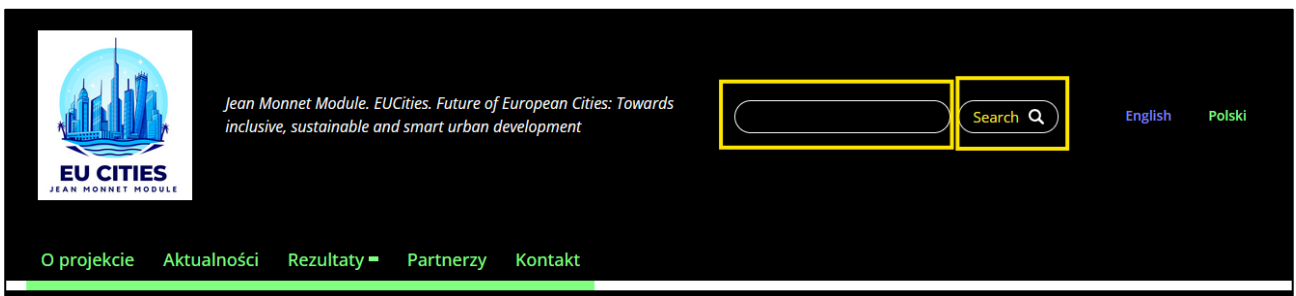 EU CITIES
JEAN MONNET MODULE
Jean Monnet Module. EUCities. Future of European Cities: Towards
inclusive, sustainable and smart urban development
Search
English
Polski
O projekcie Aktualności Rezultaty Partnerzy Kontakt